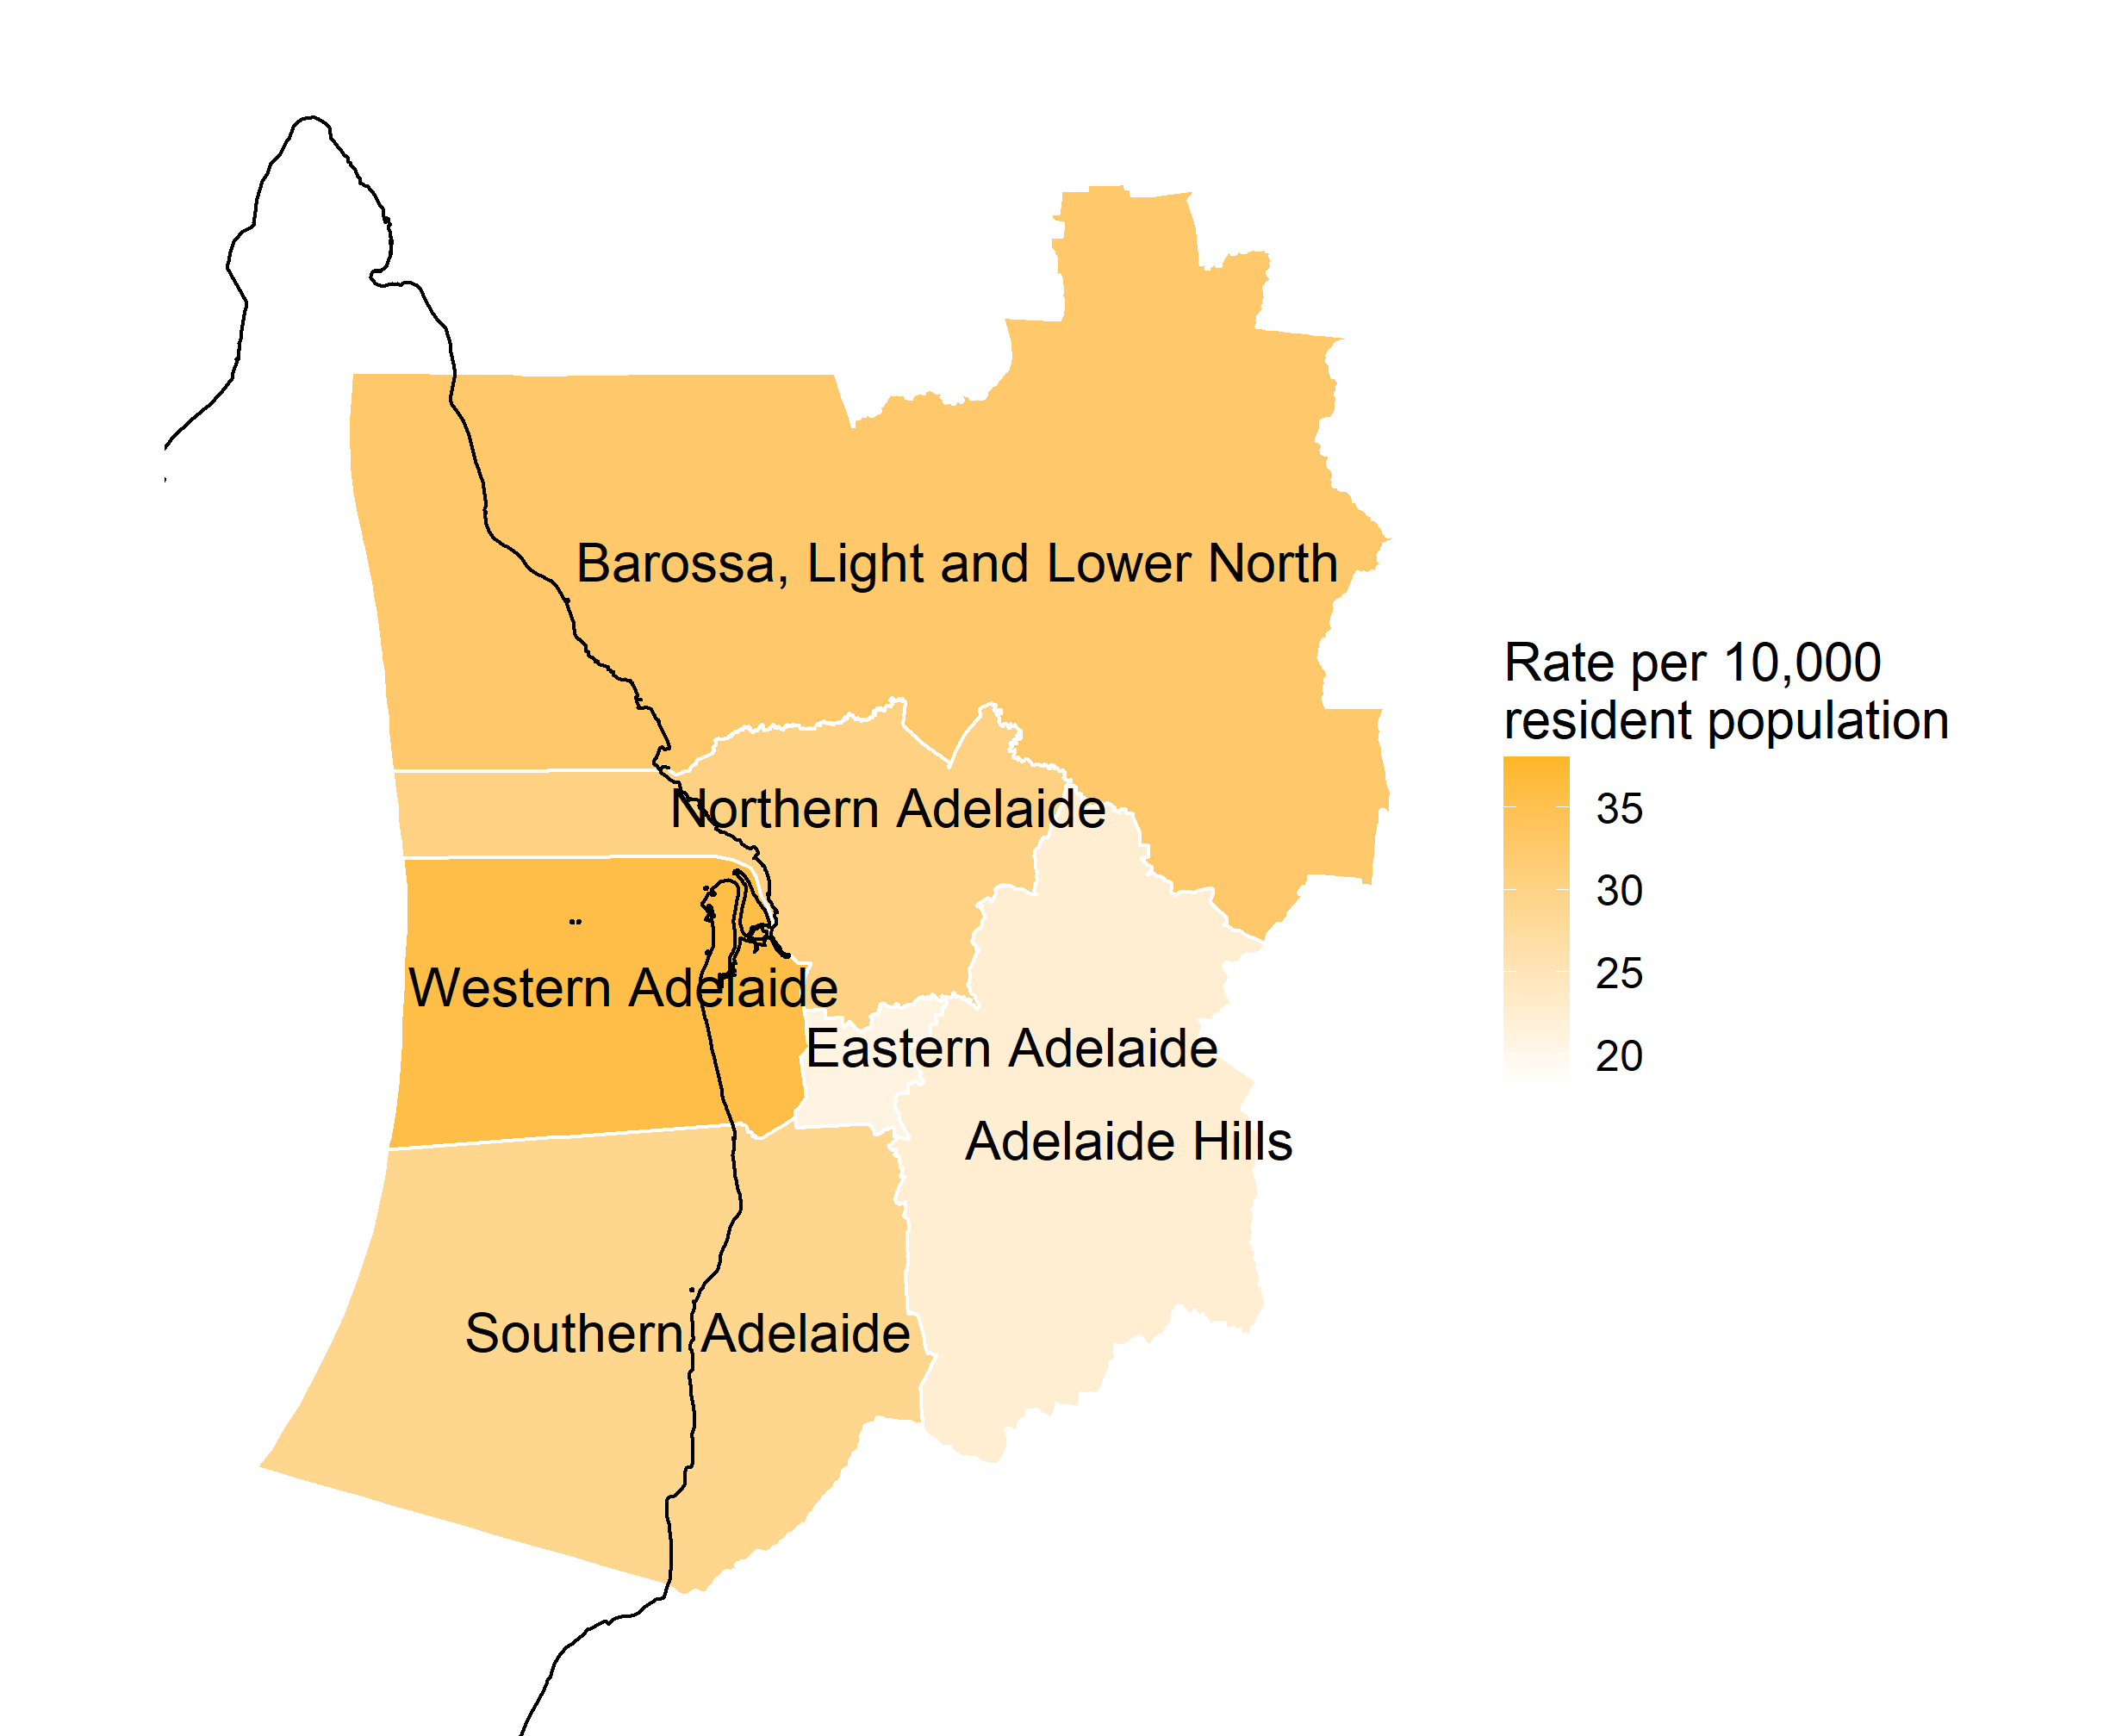 Barossa, Light and Lower North
Rate per 10,000
resident population
35
30
25
20
Northern Adelaide
Western Adelaide
Eastern Adelaide
Adelaide Hills
Southern Adelaide